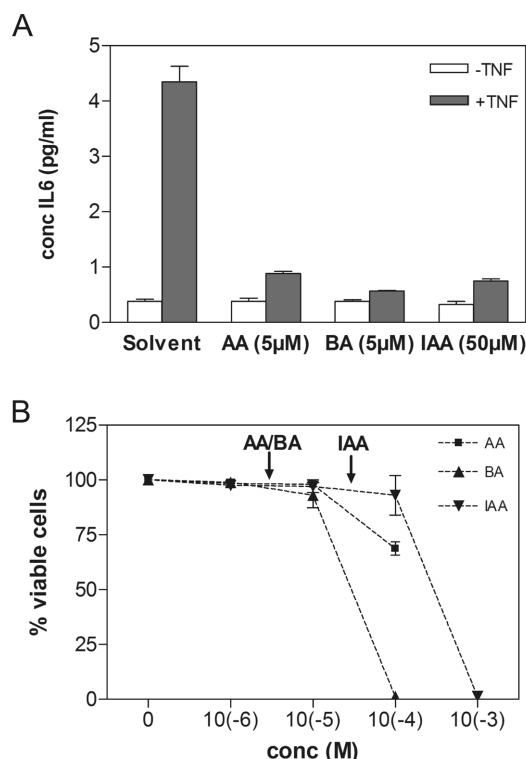 A
conc IL6 (pg/ml)
5
4
3
2
1
0
-TNF
+TNF
Solvent AA (5µM) BA (5µM) IAA (50µM)
B
% viable cells
125
100
75
50
25
0
AA/BA IAA
AA
BA
IAA
0 10(-6) 10(-5) 10(-4) 10(-3)
conc (M)